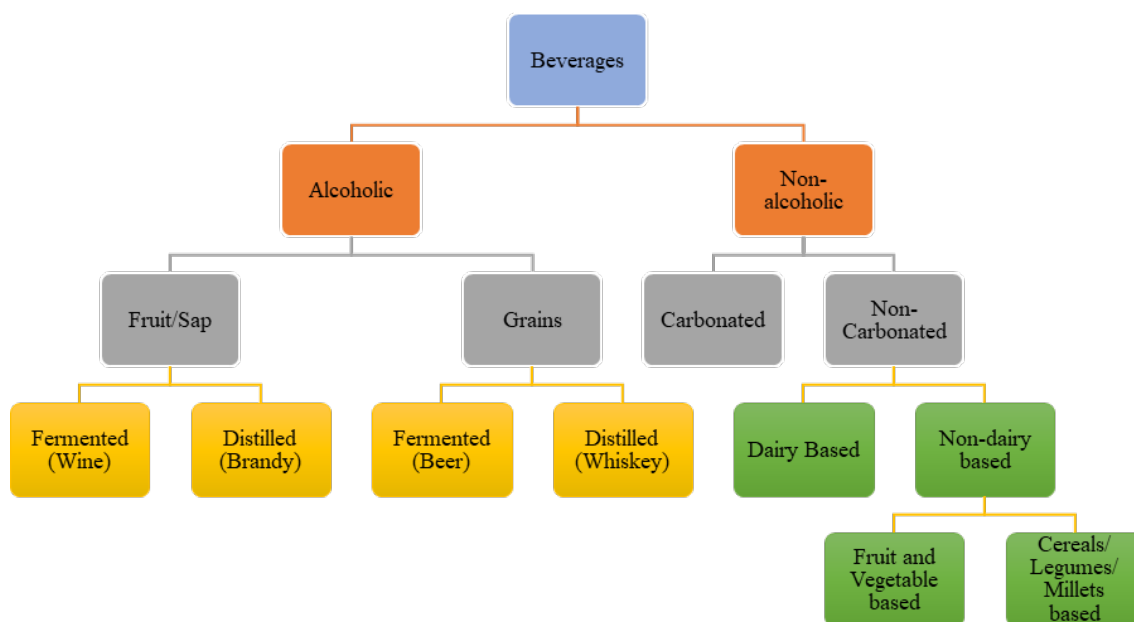 Beverages
Alcoholic
Non-
alcoholic
Fruit/Sap
Grains
Carbonated
Non-
Carbonated
Fermented
(Wine)
Distilled
(Brandy)
Fermented
(Beer)
Distilled
(Whiskey)
Dairy Based
Non-dairy
based
Fruit and
Vegetable
based
Cereals/
Legumes/
Millets
based